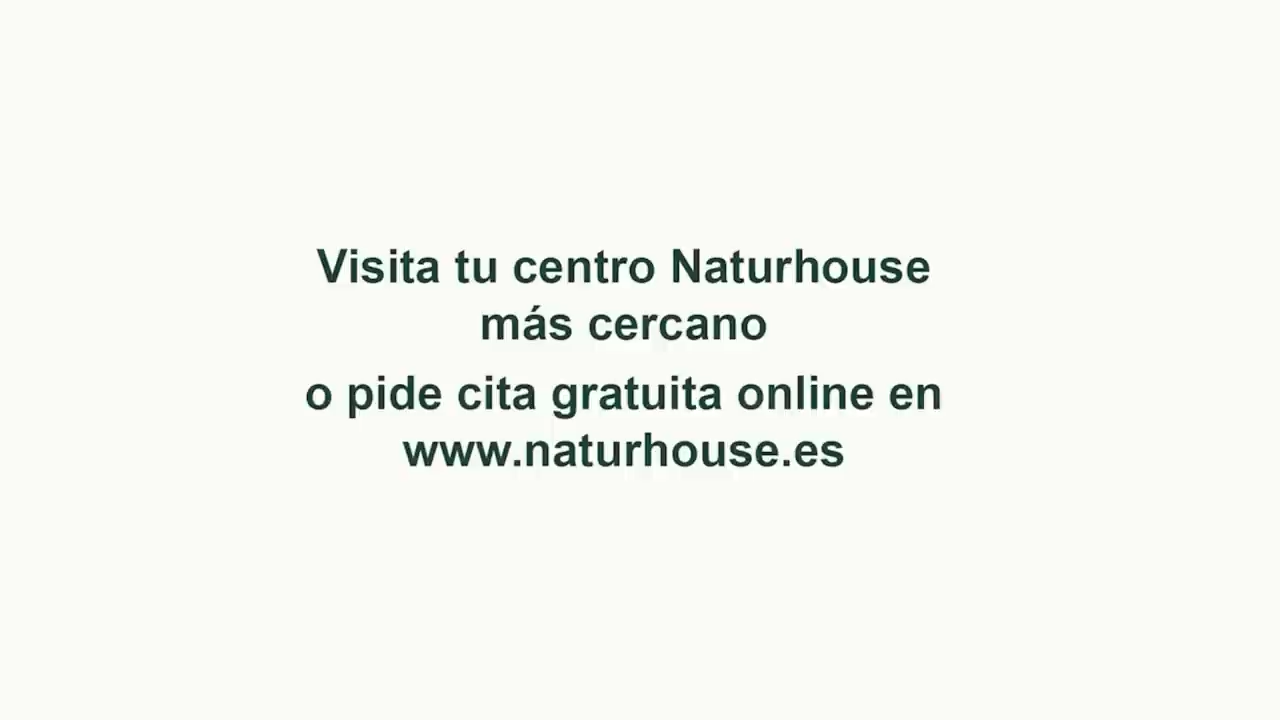 Visita tu centro Naturhouse
más cercano
o pide cita gratuita online en
www.naturhouse.es